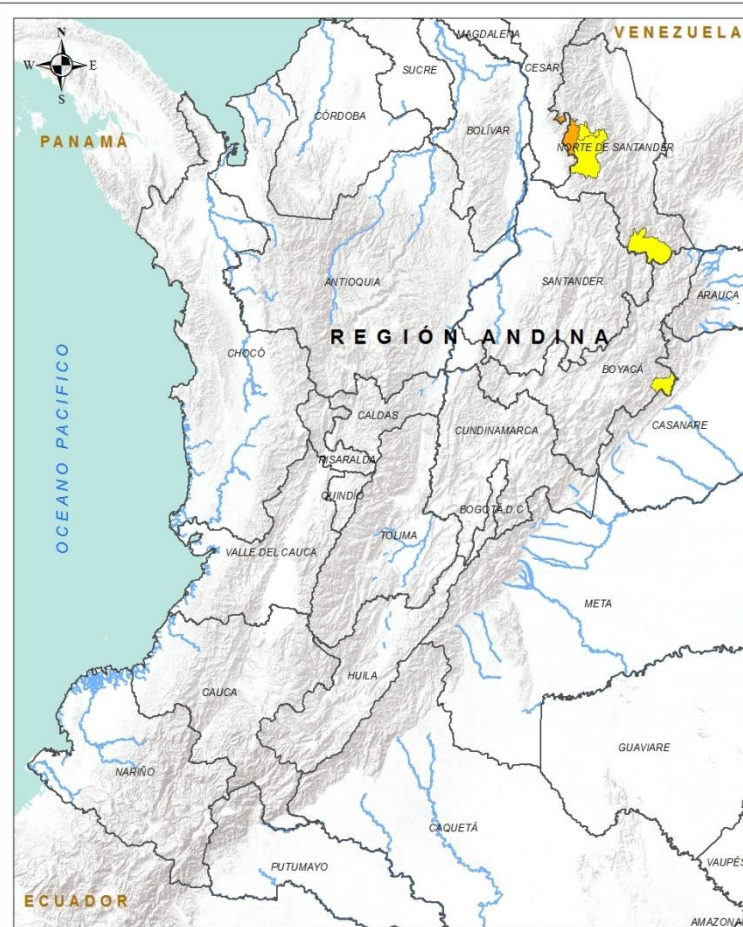 MAGDALENA
VENEZUELA
N
W
E
S
SUCRE
CESAR
CÓRDOBA
BOLÍVAR
PANAMÁ
NORTE DE SANTANDER
ANTIOQUIA
SANTANDER
ARAUCA
REGIÓN ANDINA
CHOCÓ
BOYACÁ
OCEANO PACIFICO
CALDAS
CUNDINAMARCA
CASANARE
RISARALDA
QUINDÍO
BOGOTÁ D.C
TOLIMA
VALLE DEL CAUCA
META
HUILA
CAUCA
GUAVIARE
NARIÑO
CAQUETÁ
PUTUMAYO
VAUPÉS
ECUADOR
AMAZONA